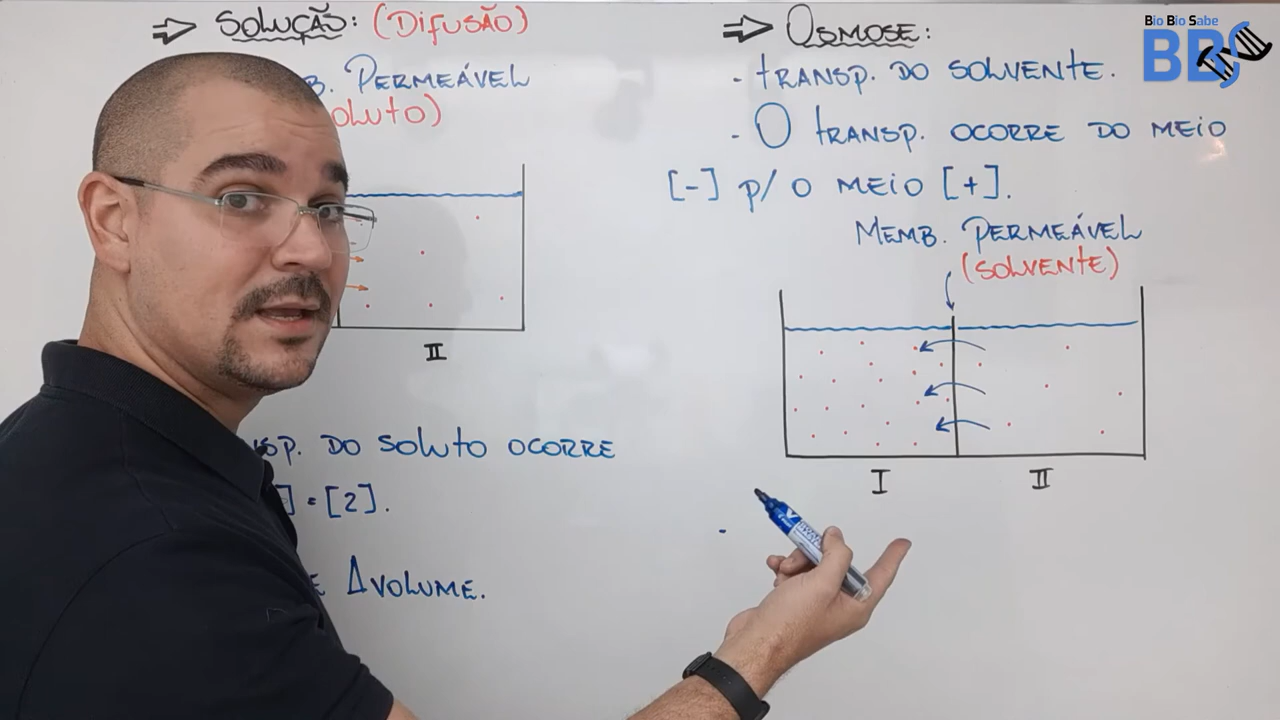 ⇒ SOLUÇÃO: (DIFUSÃO)
B. PERMEÁVEL
OLUTO)
II
NSP. DO SOLUTO OCORRE
] = [2].
E ΔVOLUME.
⇒ OSMOSE:
- TRANSP. DO SOLVENTE.
- O TRANSP. OCORRE DO MEIO
[-] P/ O MEIO [+].
MEMB. PERMEÁVEL
(SOLVENTE)
I II
Bio Bio Sabe
BBS